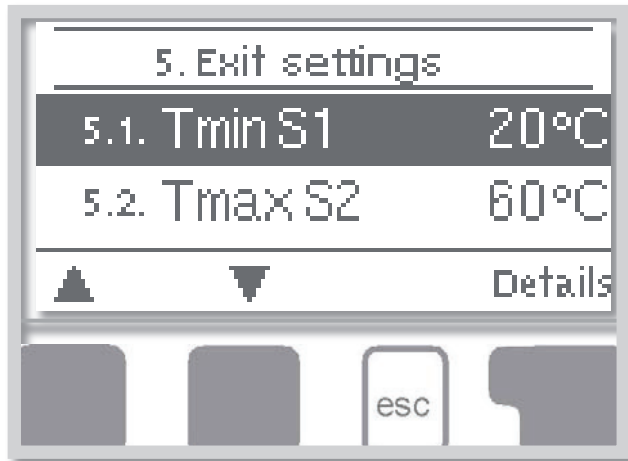 5. Exit settings
5.1. Tmin S1 20°C
5.2. Tmax S2 60°C
Details
esc